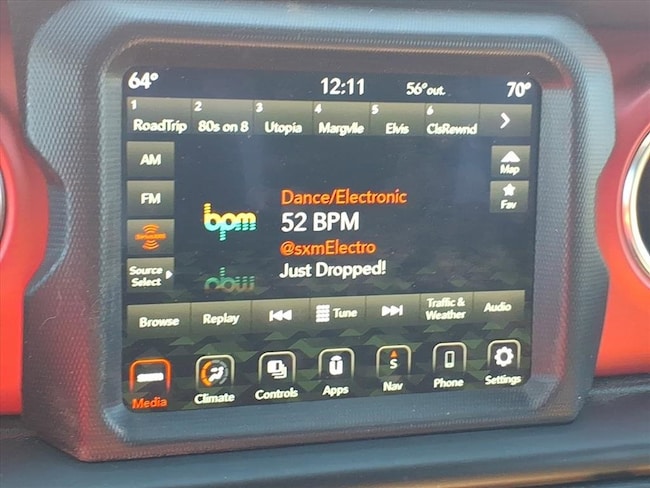 64° 12:11 56°out. 70°
1 2 3 4 5 6
RoadTrip 80s on 8 Utopia Margvlle Elvis ClsRewnd
AM
Map
FM
Fav
bpm
Dance/Electronic
52 BPM
@sxmElectro
Just Dropped!
Source
Select
Browse Replay Tune Traffic & Audio
Weather
Media Climate Controls Apps Nav Phone Settings
U
S